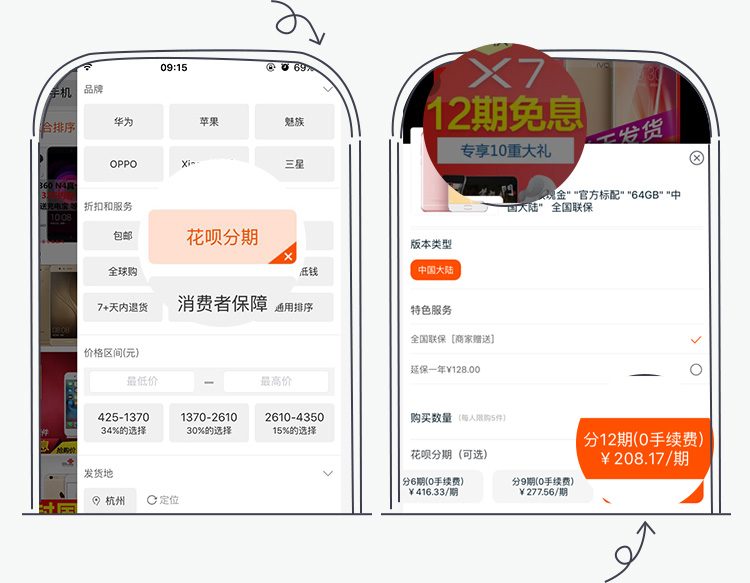 09:15
69%
手机
合排序
360 N4
品牌
华为
苹果
魅族
OPPO
三星
折扣和服务
包邮
花呗分期
全球购
7+天内退货
消费者保障
通用排序
价格区间(元)
最低价
最高价
425-1370
34%的选择
1370-2610
30%的选择
2610-4350
15%的选择
发货地
杭州
定位
X7
12期免息
专享10重大礼
天发货
现金" "官方标配" "64GB" "中
国大陆" 全国联保
版本类型
中国大陆
特色服务
全国联保［商家赠送］
延保一年¥128.00
购买数量
(每人限购5件)
花呗分期（可选）
分6期(0手续费)
¥416.33/期
分9期(0手续费)
¥277.56/期
分12期(0手续费)
¥208.17/期